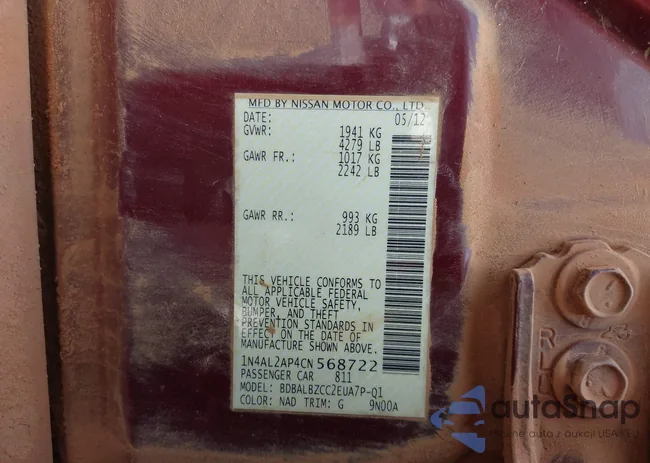 MFD BY NISSAN MOTOR CO., LTD.
DATE: 05/12
GVWR: 1941 KG
4279 LB
GAWR FR.: 1017 KG
2242 LB
GAWR RR.: 993 KG
2189 LB
THIS VEHICLE CONFORMS TO
ALL APPLICABLE FEDERAL
MOTOR VEHICLE SAFETY,
BUMPER, AND THEFT
PREVENTION STANDARDS IN
EFFECT ON THE DATE OF
MANUFACTURE SHOWN ABOVE.
1N4AL2AP4CN568722
PASSENGER CAR 811
MODEL: BDBALBZCC2EUA7P-Q1
COLOR: NAD TRIM: G 9N00A
autoSnap
auta z aukcji USA